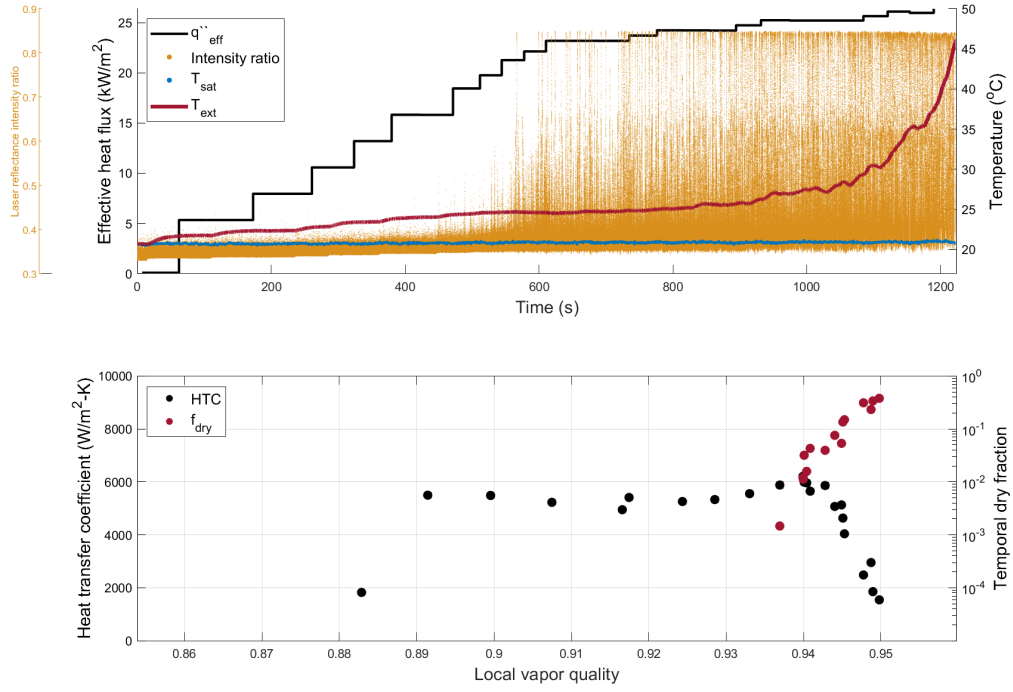 q``eff
Intensity ratio
Tsat
Text
Laser reflectance intensity ratio
0.9
0.8
0.7
0.6
0.5
0.4
0.3
Effective heat flux (kW/m2)
25
20
15
10
5
0
Temperature (oC)
50
45
40
35
30
25
20
0 200 400 600 800 1000 1200
Time (s)
HTC
fdry
Heat transfer coefficient (W/m2-K)
10000
8000
6000
4000
2000
0
Temporal dry fraction
100
10-1
10-2
10-3
10-4
0.86 0.87 0.88 0.89 0.9 0.91 0.92 0.93 0.94 0.95
Local vapor quality